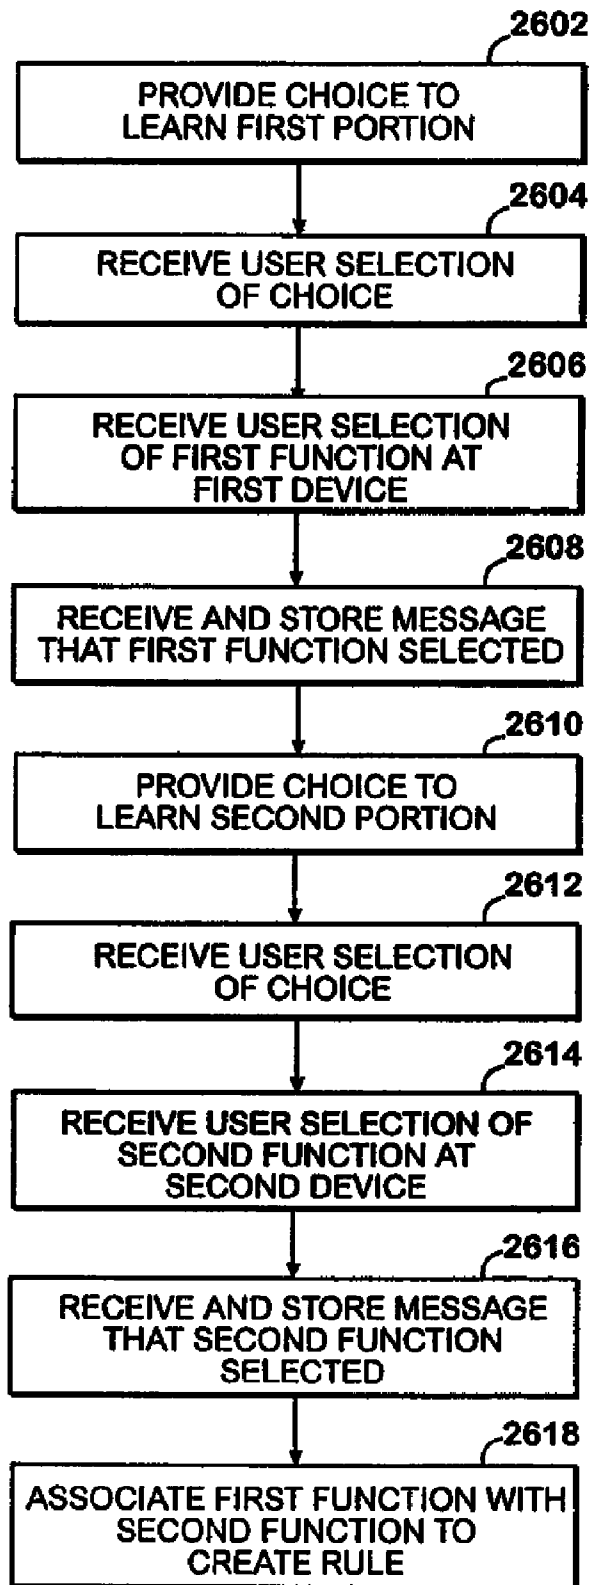 2602
PROVIDE CHOICE TO
LEARN FIRST PORTION
2604
RECEIVE USER SELECTION
OF CHOICE
2606
RECEIVE USER SELECTION
OF FIRST FUNCTION AT
FIRST DEVICE
2608
RECEIVE AND STORE MESSAGE
THAT FIRST FUNCTION SELECTED
2610
PROVIDE CHOICE TO
LEARN SECOND PORTION
2612
RECEIVE USER SELECTION
OF CHOICE
2614
RECEIVE USER SELECTION OF
SECOND FUNCTION AT
SECOND DEVICE
2616
RECEIVE AND STORE MESSAGE
THAT SECOND FUNCTION
SELECTED
2618
ASSOCIATE FIRST FUNCTION WITH
SECOND FUNCTION TO
CREATE RULE